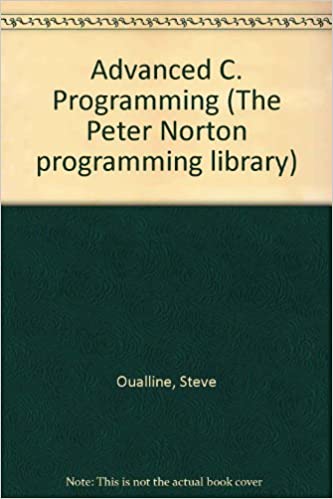 Advanced C.
Programming (The
Peter Norton
programming library)
Oualline, Steve
Note: This is not the actual book cover